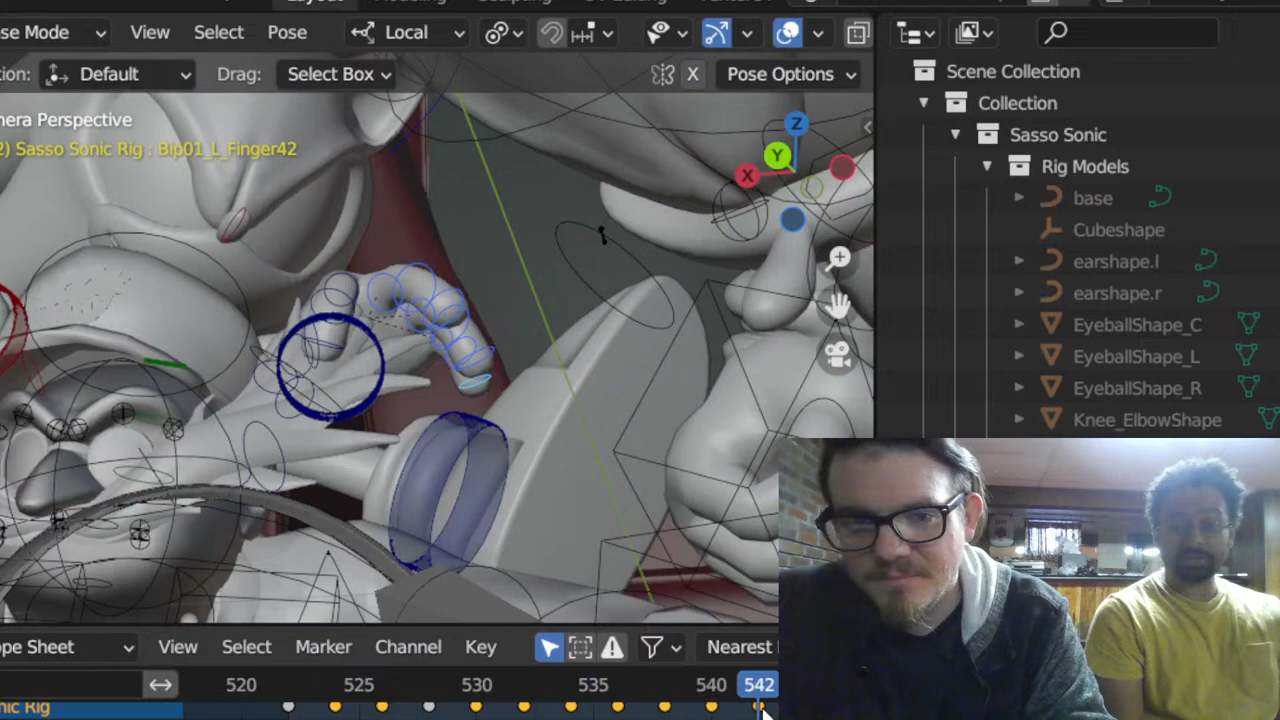 se Mode View Select Pose Local
ion: Default Drag: Select Box X Pose Options
Scene Collection
Collection
mera Perspective
2) Sasso Sonic Rig : Bip01_L_Finger42
Sasso Sonic
Rig Models
base
Cubeshape
earshape.l
earshape.r
EyeballShape_C
EyeballShape_L
EyeballShape_R
Knee_ElbowShape
Z
Y
X
pe Sheet View Select Marker Channel Key Nearest
520 525 530 535 540 542
nic Rig